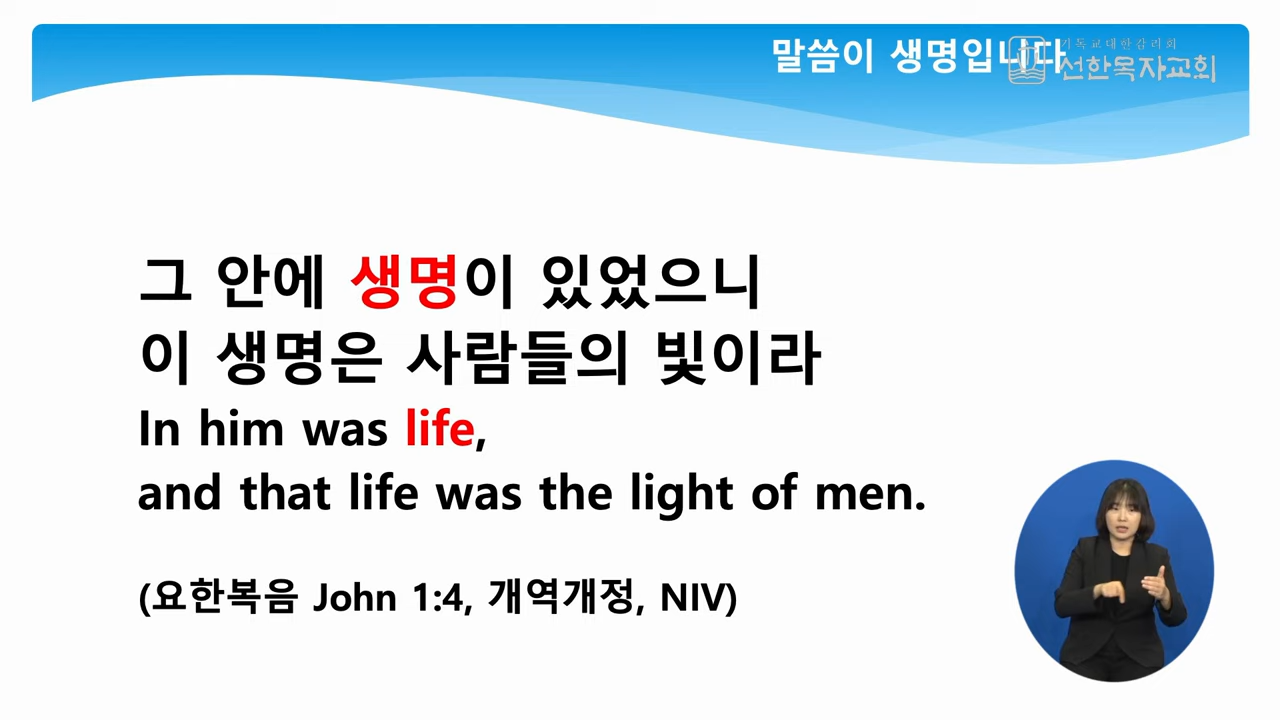 말씀이 생명입니다
기독교대한감리회
선한목자교회
그 안에 생명이 있었으니
이 생명은 사람들의 빛이라
In him was life,
and that life was the light of men.
(요한복음 John 1:4, 개역개정, NIV)